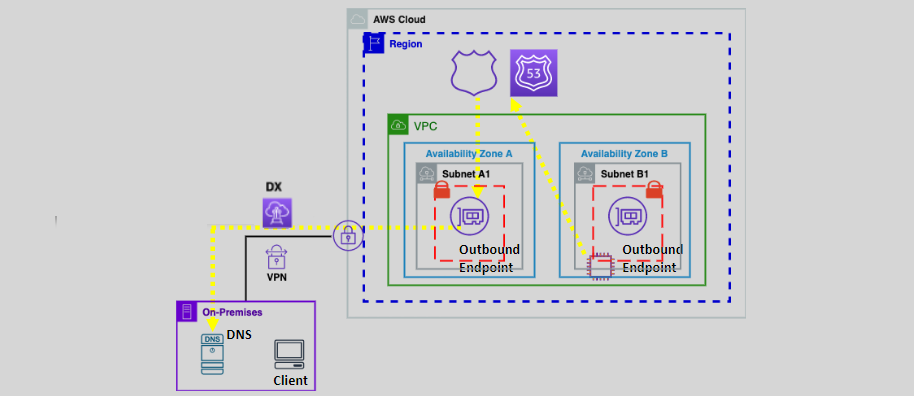 AWS Cloud
Region
53
VPC
Availability Zone A
Availability Zone B
Subnet A1
Subnet B1
DX
Outbound
Endpoint
Outbound
Endpoint
VPN
On-Premises
DNS
DNS
Client